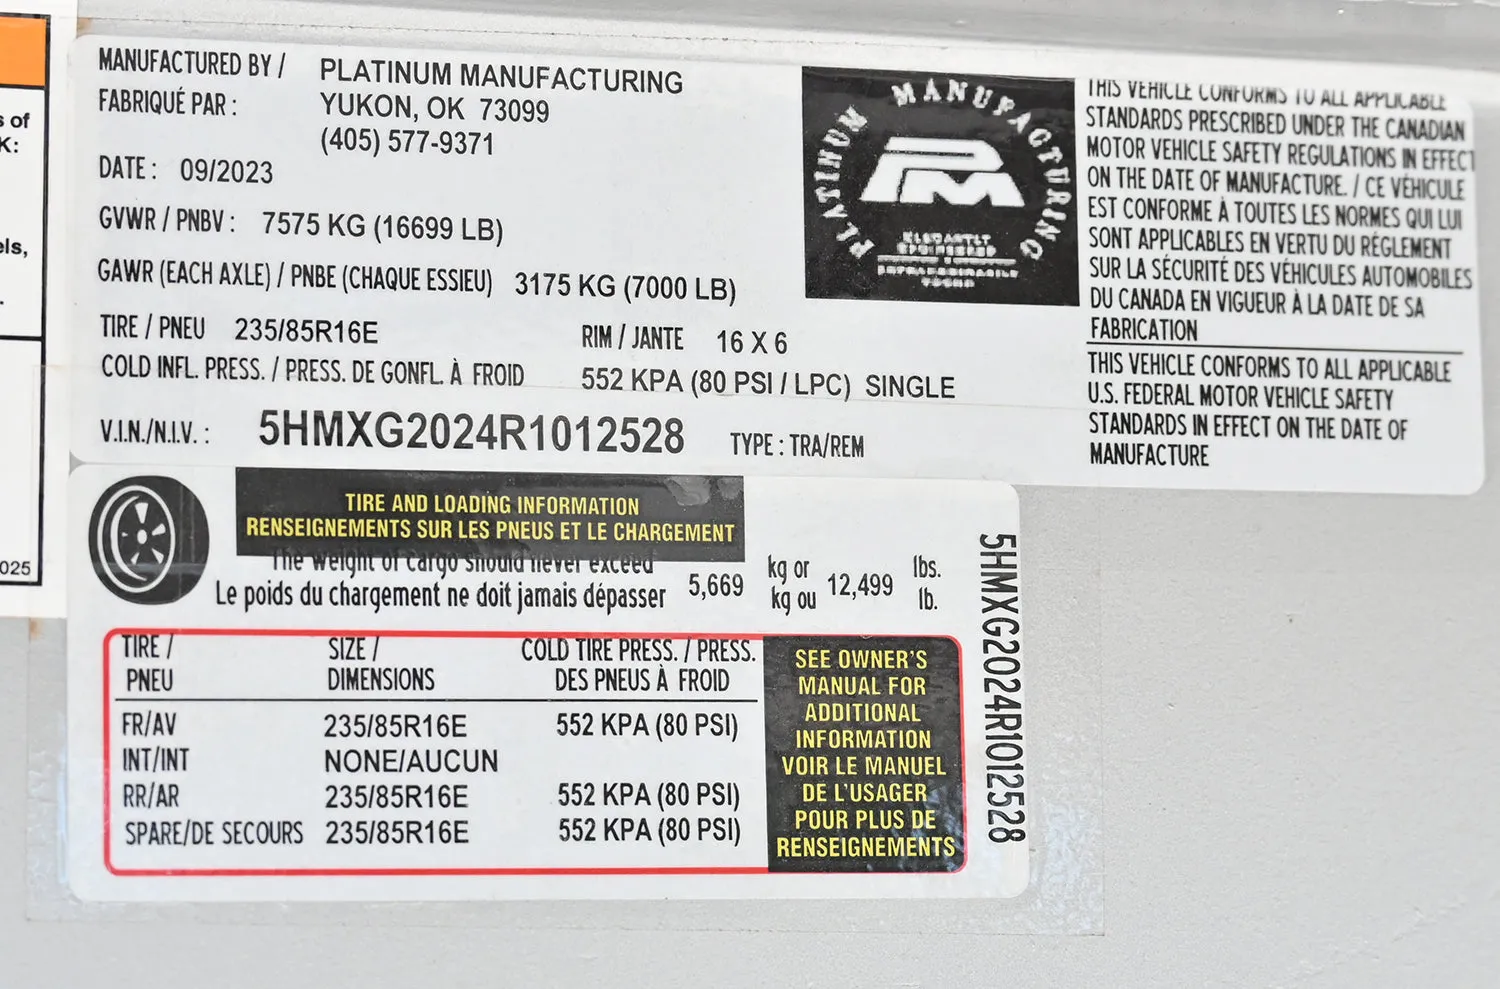 s of
K:
els,
.
025
MANUFACTURED BY / PLATINUM MANUFACTURING
FABRIQUÉ PAR : YUKON, OK 73099
(405) 577-9371
DATE : 09/2023
GVWR / PNBV : 7575 KG (16699 LB)
GAWR (EACH AXLE) / PNBE (CHAQUE ESSIEU) 3175 KG (7000 LB)
TIRE / PNEU 235/85R16E RIM / JANTE 16 X 6
COLD INFL. PRESS. / PRESS. DE GONFL. À FROID 552 KPA (80 PSI / LPC) SINGLE
V.I.N./N.I.V. : 5HMXG2024R1012528 TYPE : TRA/REM
PLATINUM MANUFACTURING
PM
THIS VEHICLE CONFORMS TO ALL APPLICABLE
STANDARDS PRESCRIBED UNDER THE CANADIAN
MOTOR VEHICLE SAFETY REGULATIONS IN EFFECT
ON THE DATE OF MANUFACTURE. / CE VÉHICULE
EST CONFORME À TOUTES LES NORMES QUI LUI
SONT APPLICABLES EN VERTU DU RÉGLEMENT
SUR LA SÉCURITÉ DES VÉHICULES AUTOMOBILES
DU CANADA EN VIGUEUR À LA DATE DE SA
FABRICATION
THIS VEHICLE CONFORMS TO ALL APPLICABLE
U.S. FEDERAL MOTOR VEHICLE SAFETY
STANDARDS IN EFFECT ON THE DATE OF
MANUFACTURE
TIRE AND LOADING INFORMATION
RENSEIGNEMENTS SUR LES PNEUS ET LE CHARGEMENT
The weight of cargo should never exceed
Le poids du chargement ne doit jamais dépasser
5,669 kg or 12,499 lbs.
kg ou lb.
TIRE / SIZE / COLD TIRE PRESS. / PRESS.
PNEU DIMENSIONS DES PNEUS À FROID
FR/AV 235/85R16E 552 KPA (80 PSI)
INT/INT NONE/AUCUN
RR/AR 235/85R16E 552 KPA (80 PSI)
SPARE/DE SECOURS 235/85R16E 552 KPA (80 PSI)
SEE OWNER'S
MANUAL FOR
ADDITIONAL
INFORMATION
VOIR LE MANUEL
DE L'USAGER
POUR PLUS DE
RENSEIGNEMENTS
5HMXG2024R1012528